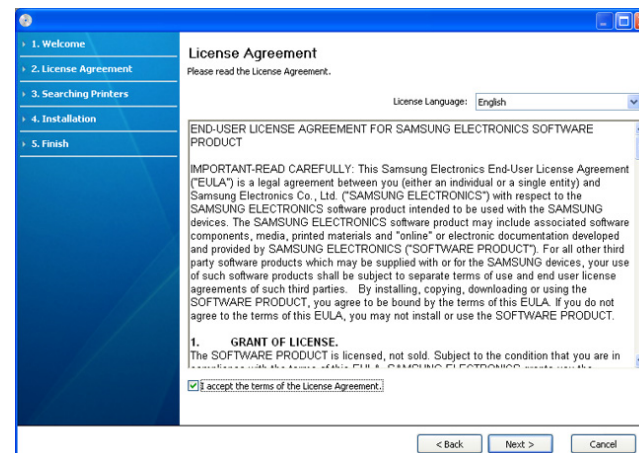 1. Welcome
2. License Agreement
3. Searching Printers
4. Installation
5. Finish
License Agreement
Please read the License Agreement.
License Language: English
END-USER LICENSE AGREEMENT FOR SAMSUNG ELECTRONICS SOFTWARE
PRODUCT
IMPORTANT-READ CAREFULLY: This Samsung Electronics End-User License Agreement
("EULA") is a legal agreement between you (either an individual or a single entity) and
Samsung Electronics Co., Ltd. ("SAMSUNG ELECTRONICS") with respect to the
SAMSUNG ELECTRONICS software product intended to be used with the SAMSUNG
devices. The SAMSUNG ELECTRONICS software product may include associated software
components, media, printed materials and "online" or electronic documentation developed
and provided by SAMSUNG ELECTRONICS ("SOFTWARE PRODUCT"). For all other third
party software products which may be supplied with or for the SAMSUNG devices, your use
of such software products shall be subject to separate terms of use and end user license
agreements of such third parties. By installing, copying, downloading or using the
SOFTWARE PRODUCT, you agree to be bound by the terms of this EULA. If you do not
agree to the terms of this EULA, you may not install or use the SOFTWARE PRODUCT.
1. GRANT OF LICENSE.
The SOFTWARE PRODUCT is licensed, not sold. Subject to the condition that you are in
I accept the terms of the License Agreement.
< Back Next > Cancel